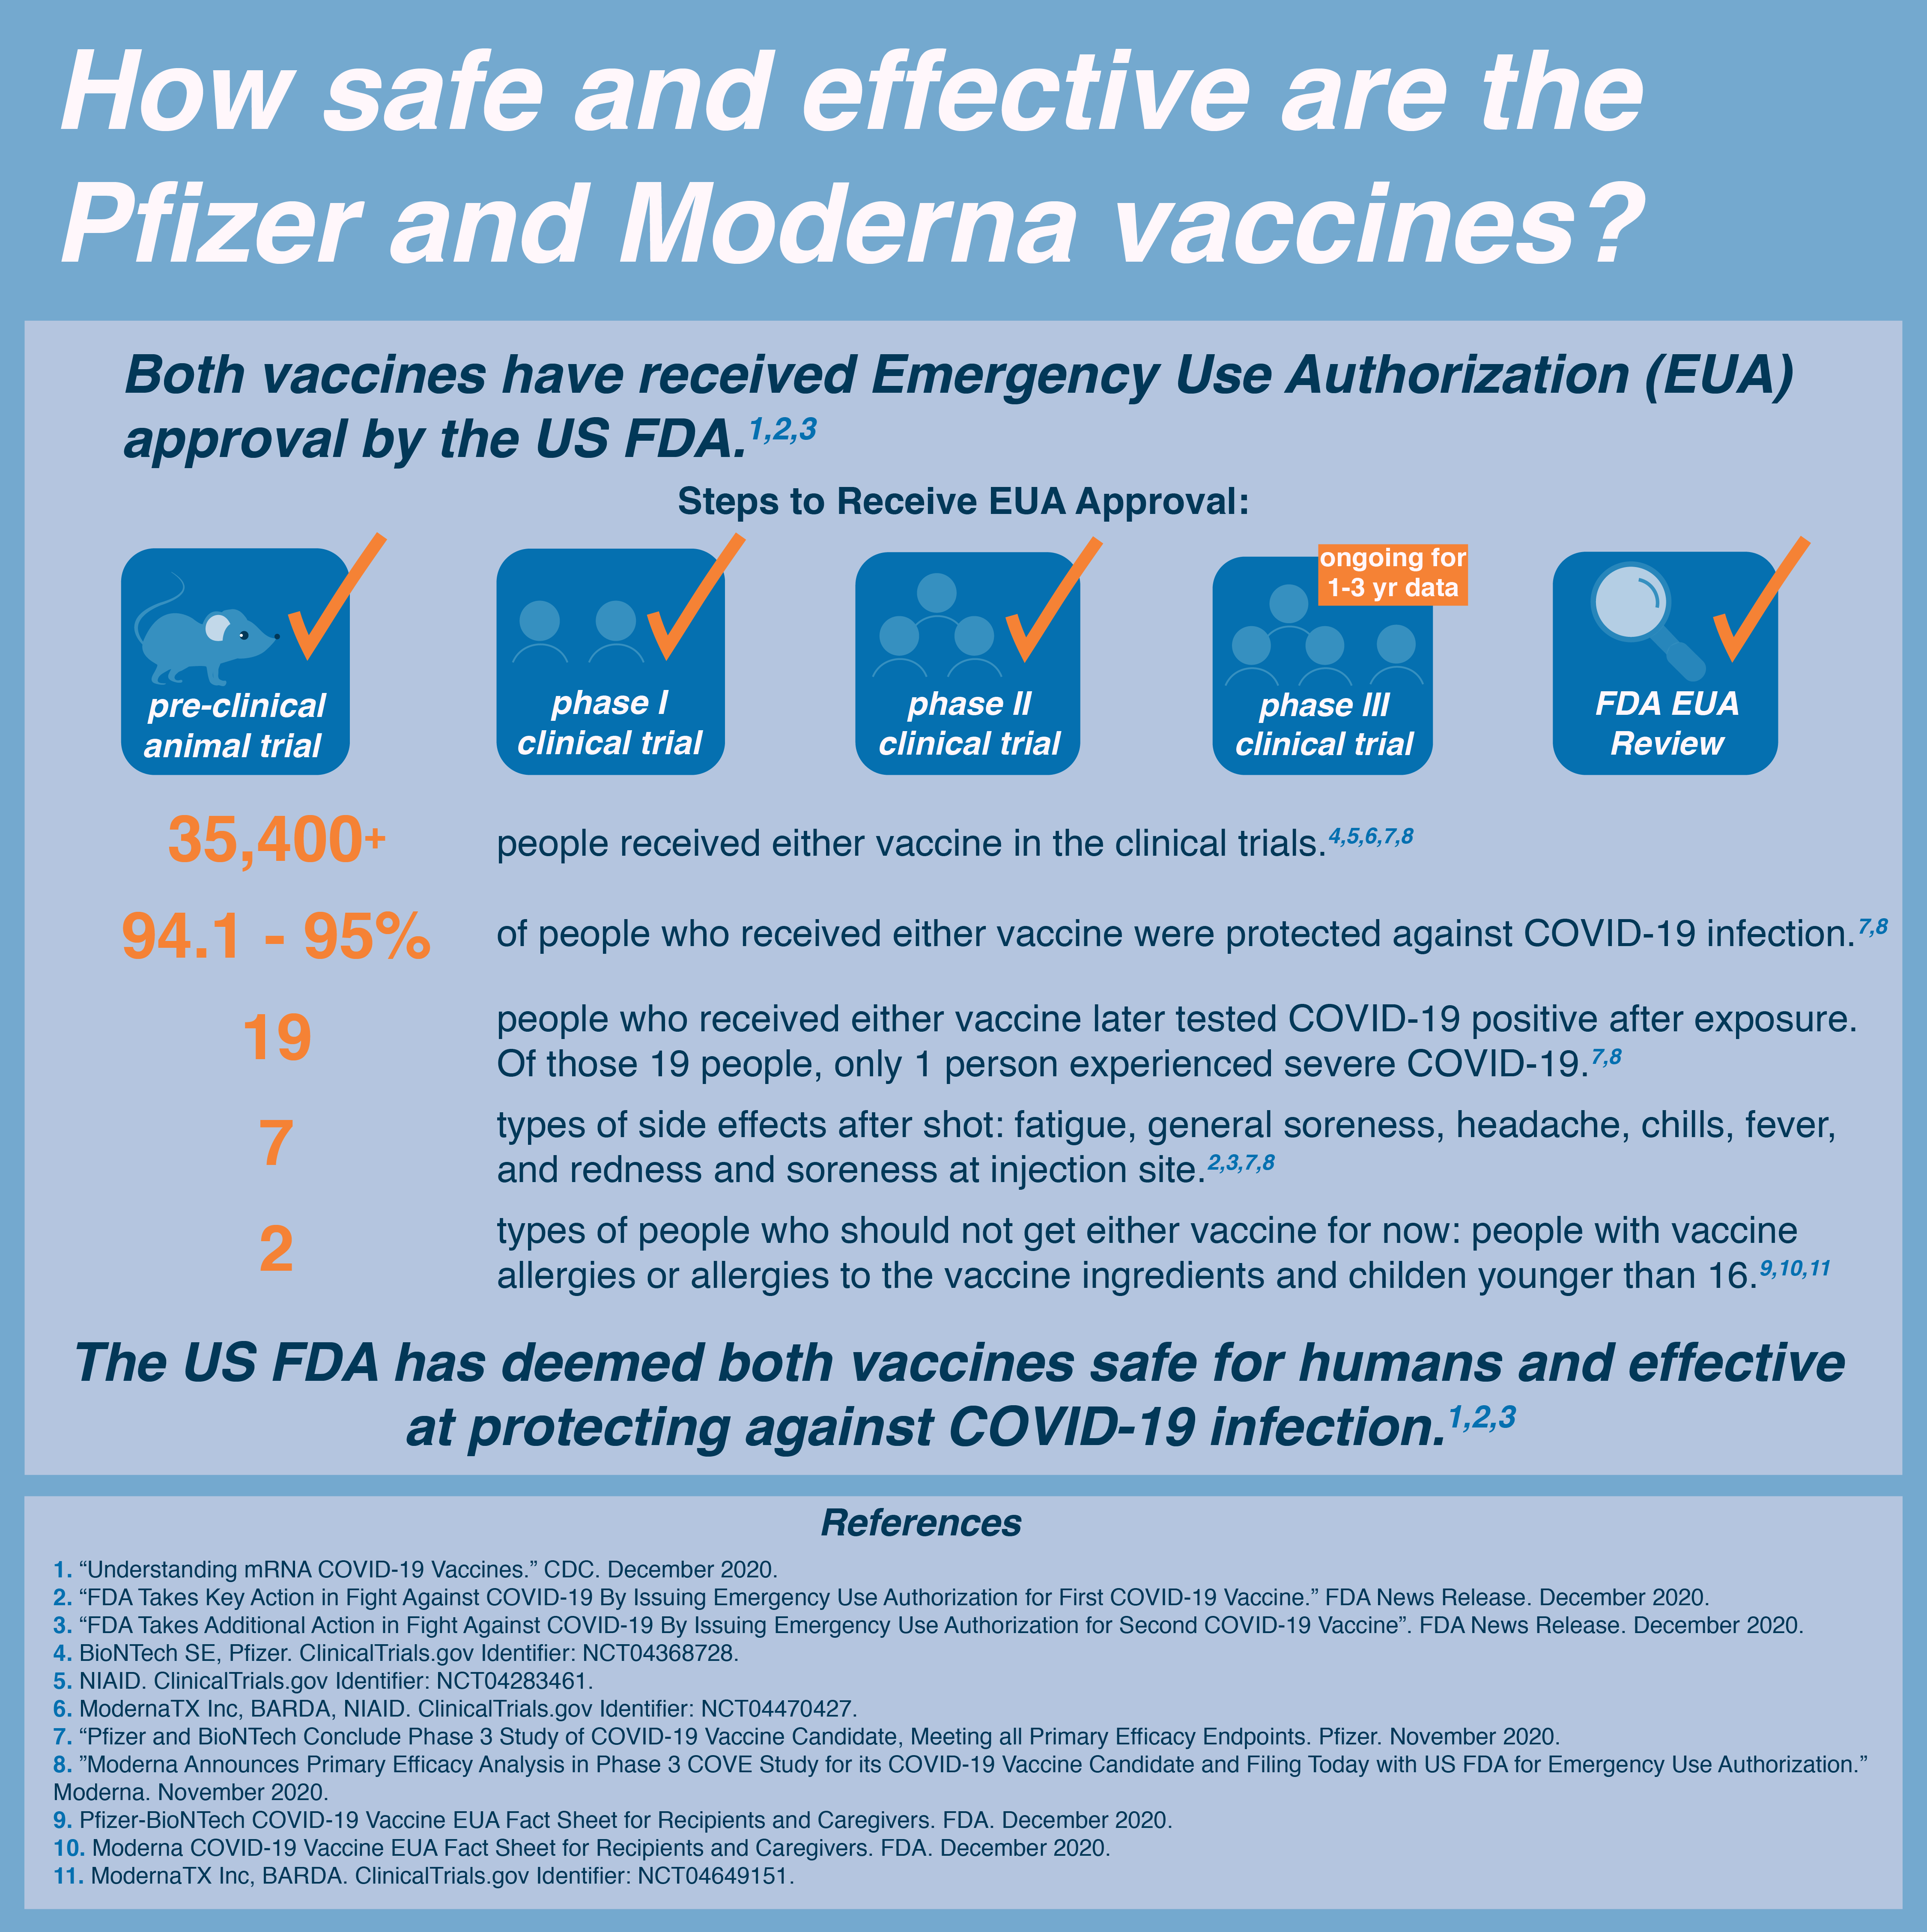 How safe and effective are the
Pfizer and Moderna vaccines?
Both vaccines have received Emergency Use Authorization (EUA)
approval by the US FDA.1,2,3
Steps to Receive EUA Approval:
pre-clinical
animal trial
phase I
clinical trial
phase II
clinical trial
ongoing for
1-3 yr data
phase III
clinical trial
FDA EUA
Review
35,400+ people received either vaccine in the clinical trials.4,5,6,7,8
94.1 - 95% of people who received either vaccine were protected against COVID-19 infection.7,8
19 people who received either vaccine later tested COVID-19 positive after exposure.
Of those 19 people, only 1 person experienced severe COVID-19.7,8
7 types of side effects after shot: fatigue, general soreness, headache, chills, fever,
and redness and soreness at injection site.2,3,7,8
2 types of people who should not get either vaccine for now: people with vaccine
allergies or allergies to the vaccine ingredients and childen younger than 16.9,10,11
The US FDA has deemed both vaccines safe for humans and effective
at protecting against COVID-19 infection.1,2,3
References
1. “Understanding mRNA COVID-19 Vaccines.” CDC. December 2020.
2. “FDA Takes Key Action in Fight Against COVID-19 By Issuing Emergency Use Authorization for First COVID-19 Vaccine.” FDA News Release. December 2020.
3. “FDA Takes Additional Action in Fight Against COVID-19 By Issuing Emergency Use Authorization for Second COVID-19 Vaccine”. FDA News Release. December 2020.
4. BioNTech SE, Pfizer. ClinicalTrials.gov Identifier: NCT04368728.
5. NIAID. ClinicalTrials.gov Identifier: NCT04283461.
6. ModernaTX Inc, BARDA, NIAID. ClinicalTrials.gov Identifier: NCT04470427.
7. “Pfizer and BioNTech Conclude Phase 3 Study of COVID-19 Vaccine Candidate, Meeting all Primary Efficacy Endpoints. Pfizer. November 2020.
8. ”Moderna Announces Primary Efficacy Analysis in Phase 3 COVE Study for its COVID-19 Vaccine Candidate and Filing Today with US FDA for Emergency Use Authorization.”
Moderna. November 2020.
9. Pfizer-BioNTech COVID-19 Vaccine EUA Fact Sheet for Recipients and Caregivers. FDA. December 2020.
10. Moderna COVID-19 Vaccine EUA Fact Sheet for Recipients and Caregivers. FDA. December 2020.
11. ModernaTX Inc, BARDA. ClinicalTrials.gov Identifier: NCT04649151.